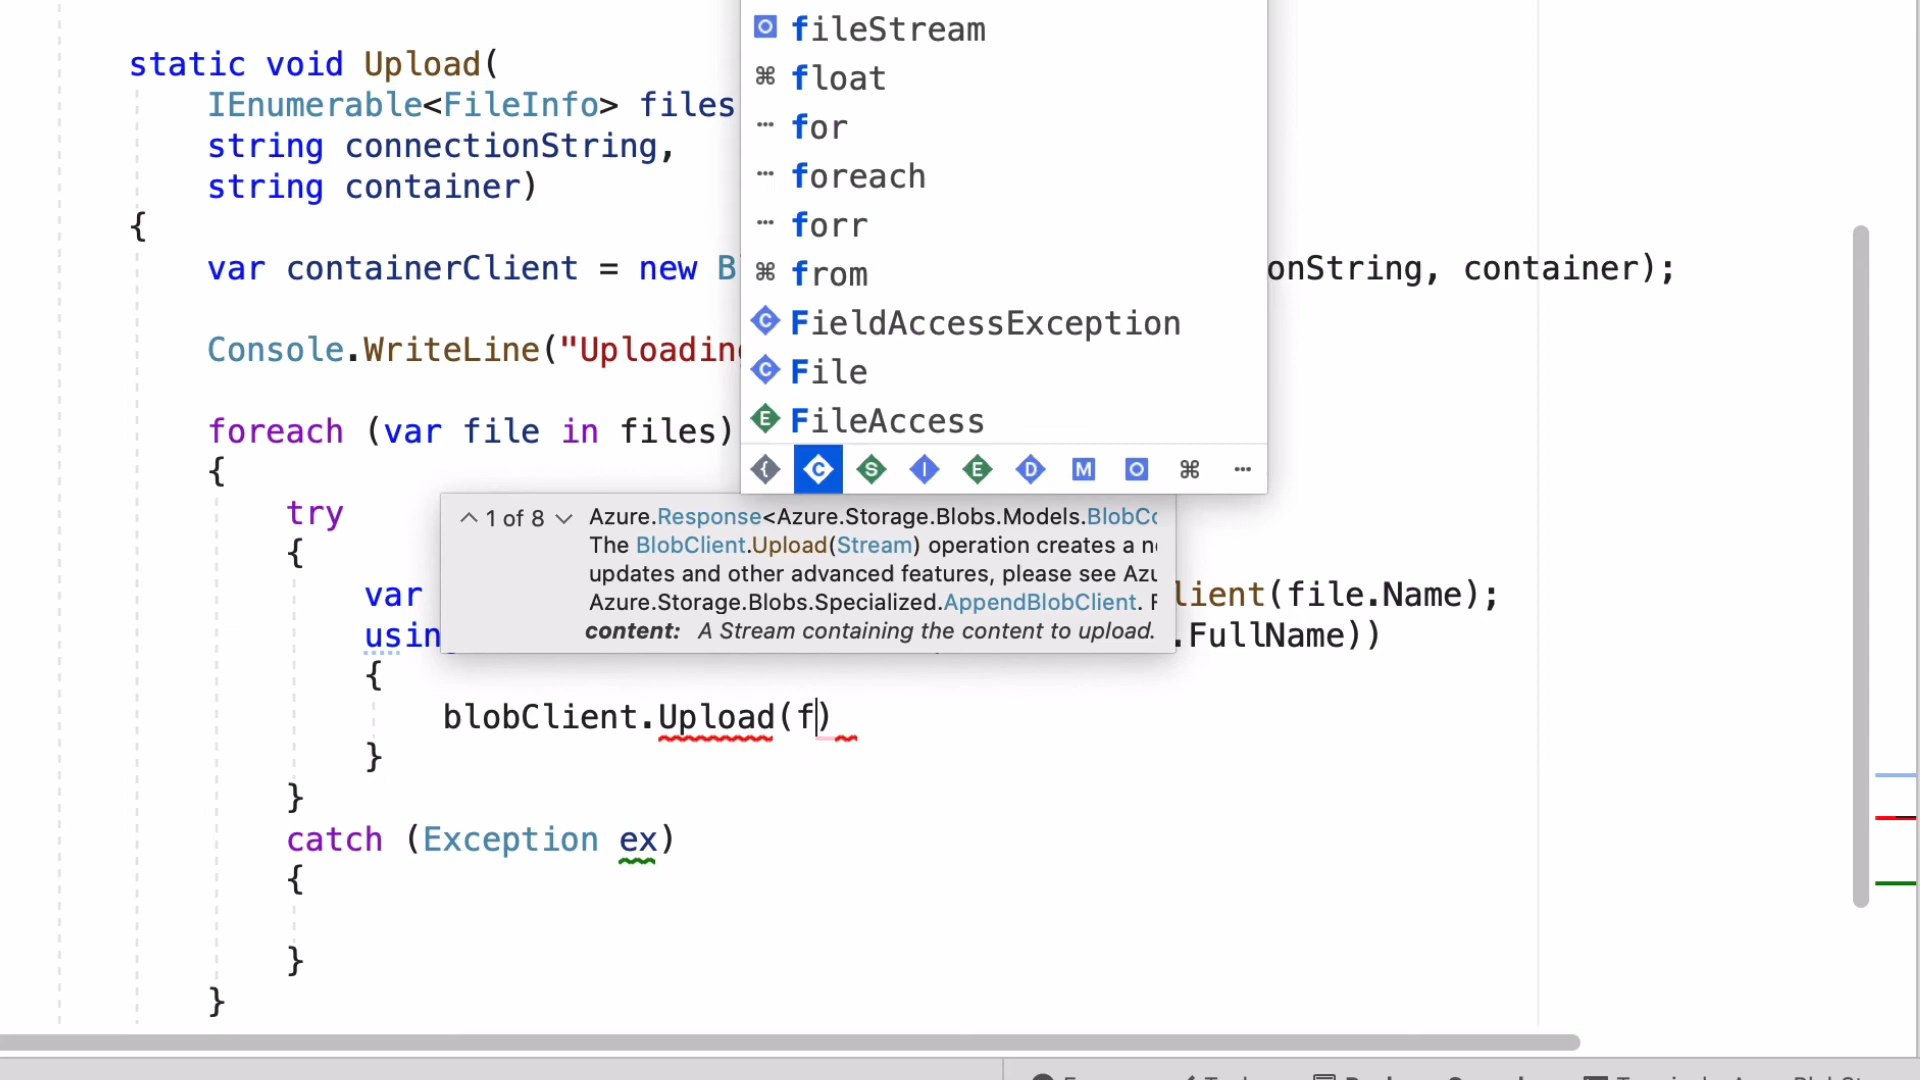 fileStream
static void Upload(
float
IEnumerable<FileInfo> files
for
string connectionString,
foreach
string container)
forr
{
var containerClient = new B
from
onString, container);
FieldAccessException
Console.WriteLine("Uploading
File
foreach (var file in files)
FileAccess
{
{ C S I E D M O ⌘ ...
try
1 of 8
Azure.Response<Azure.Storage.Blobs.Models.BlobCo
The BlobClient.Upload(Stream) operation creates a n
updates and other advanced features, please see Azu
Azure.Storage.Blobs.Specialized.AppendBlobClient.
content: A Stream containing the content to upload.
{
var
lient(file.Name);
using
.FullName))
{
blobClient.Upload(f)
}
}
catch (Exception ex)
{
}
}